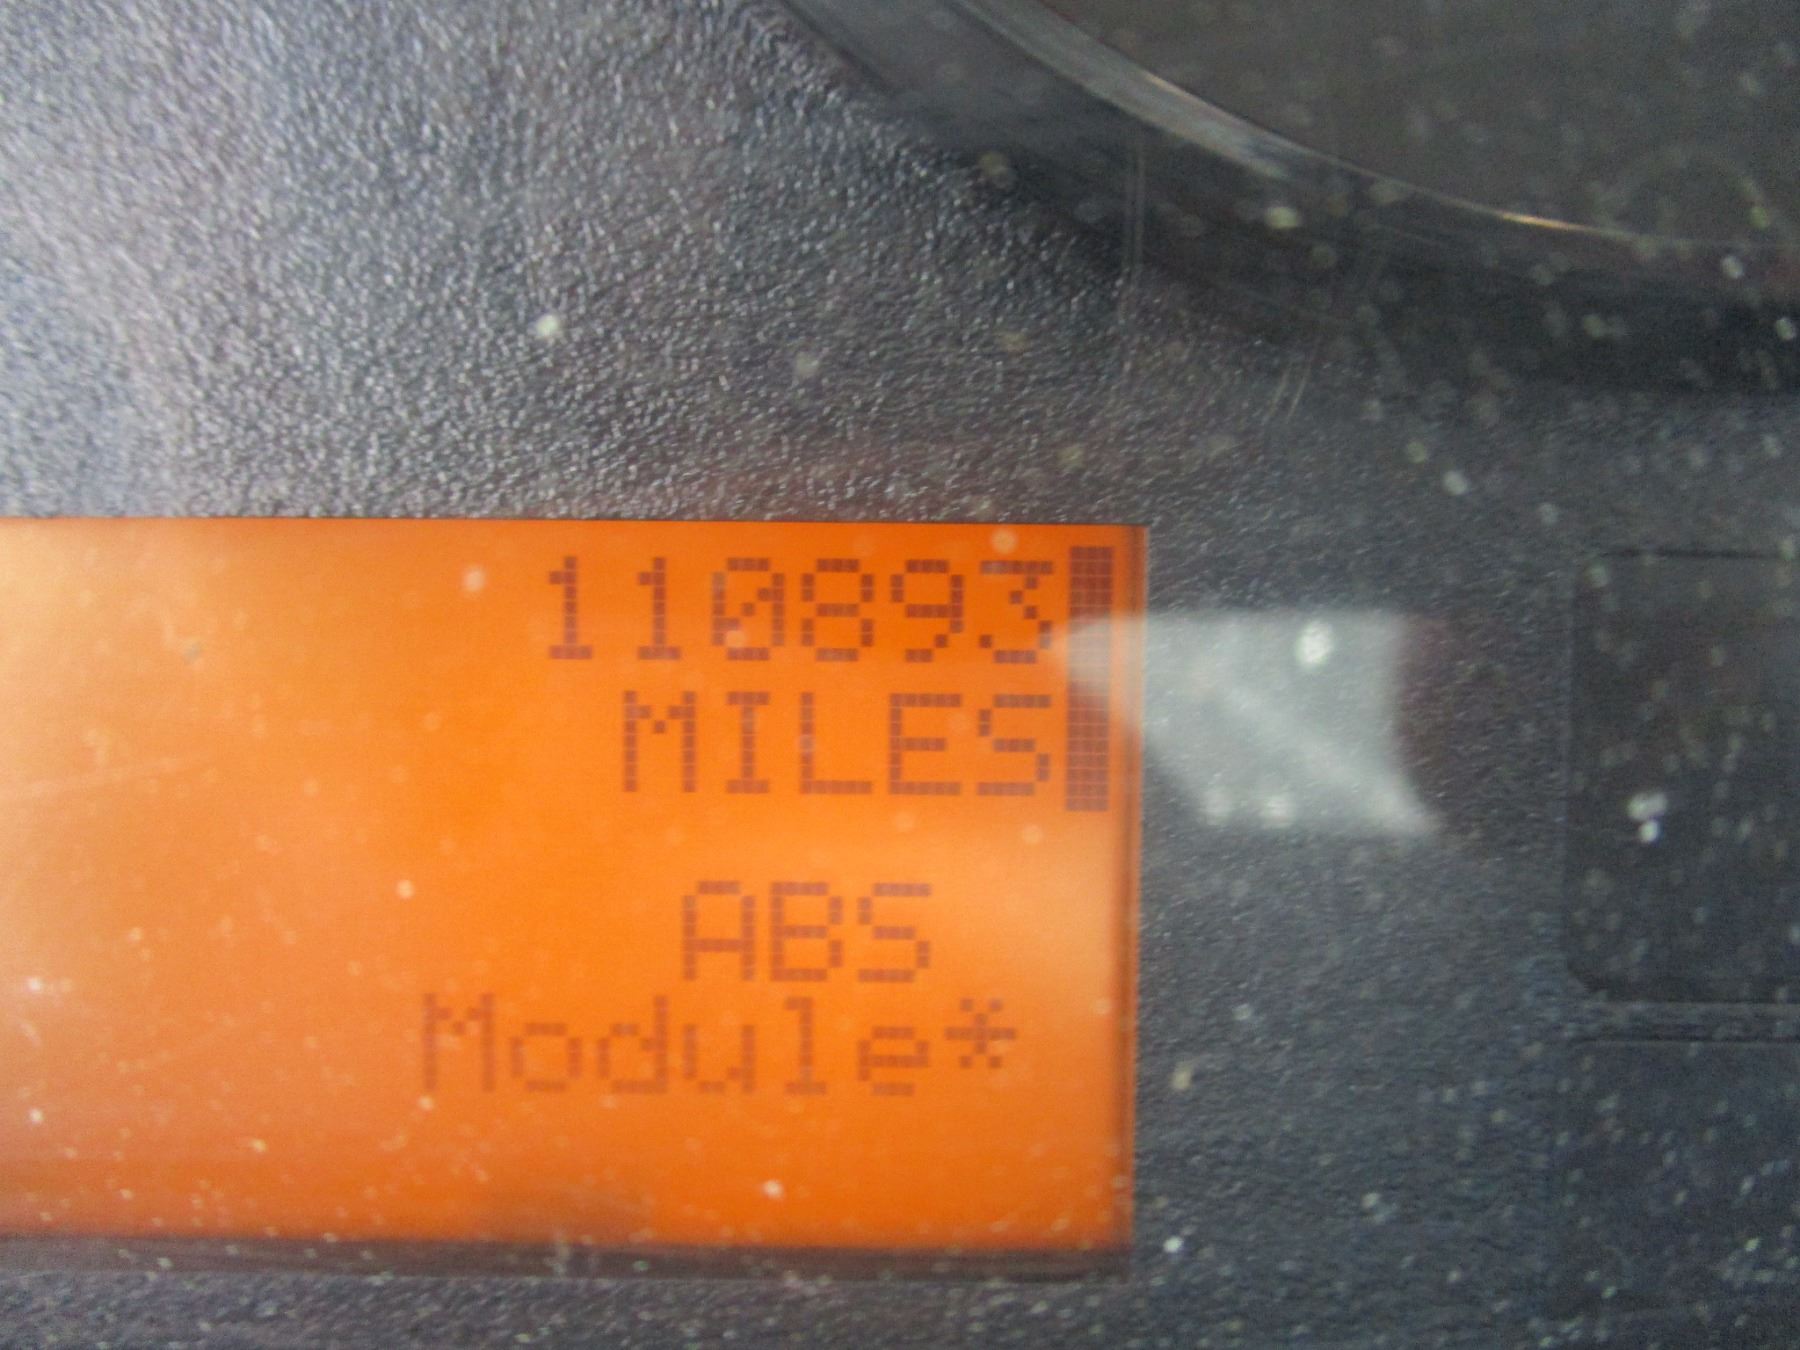 110893
MILES
ABS
Module*